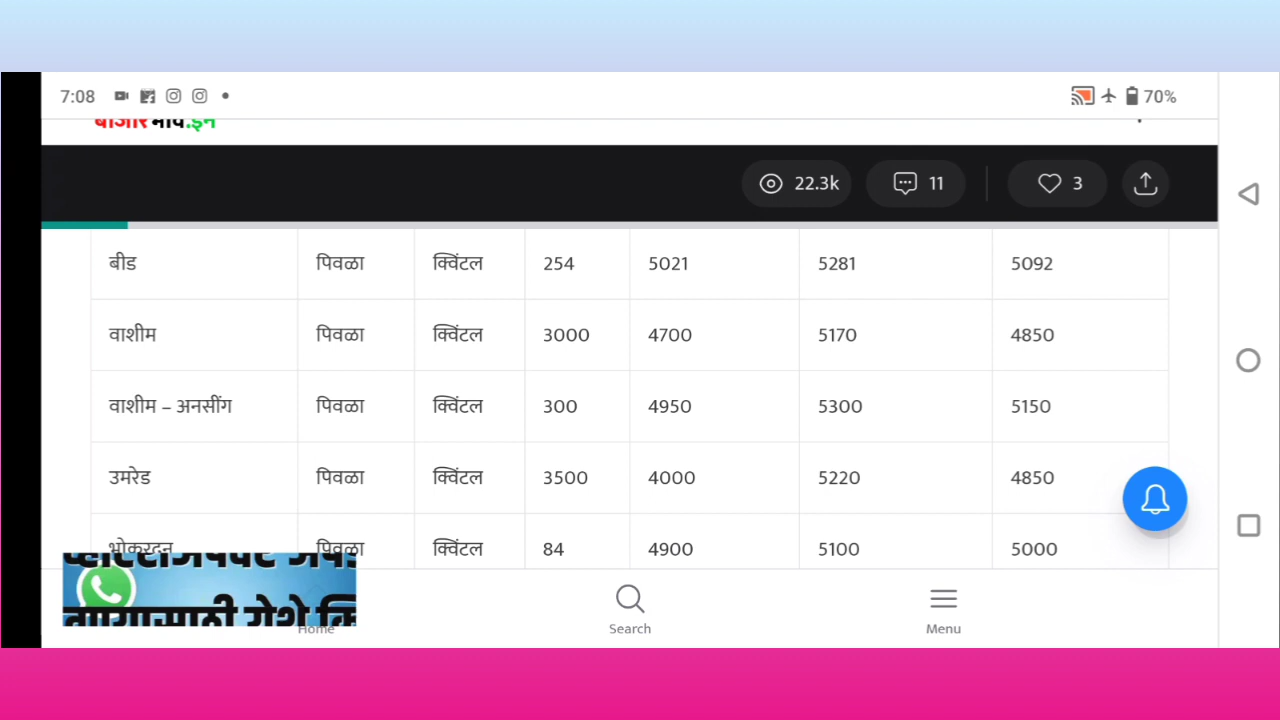 7:08 70%
बाजार भाव.इन
22.3k 11 3
बीड पिवळा क्विंटल 254 5021 5281 5092
वाशीम पिवळा क्विंटल 3000 4700 5170 4850
वाशीम – अनसींग पिवळा क्विंटल 300 4950 5300 5150
उमरेड पिवळा क्विंटल 3500 4000 5220 4850
भोकरदन पिवळा क्विंटल 84 4900 5100 5000
येथे
Home Search Menu